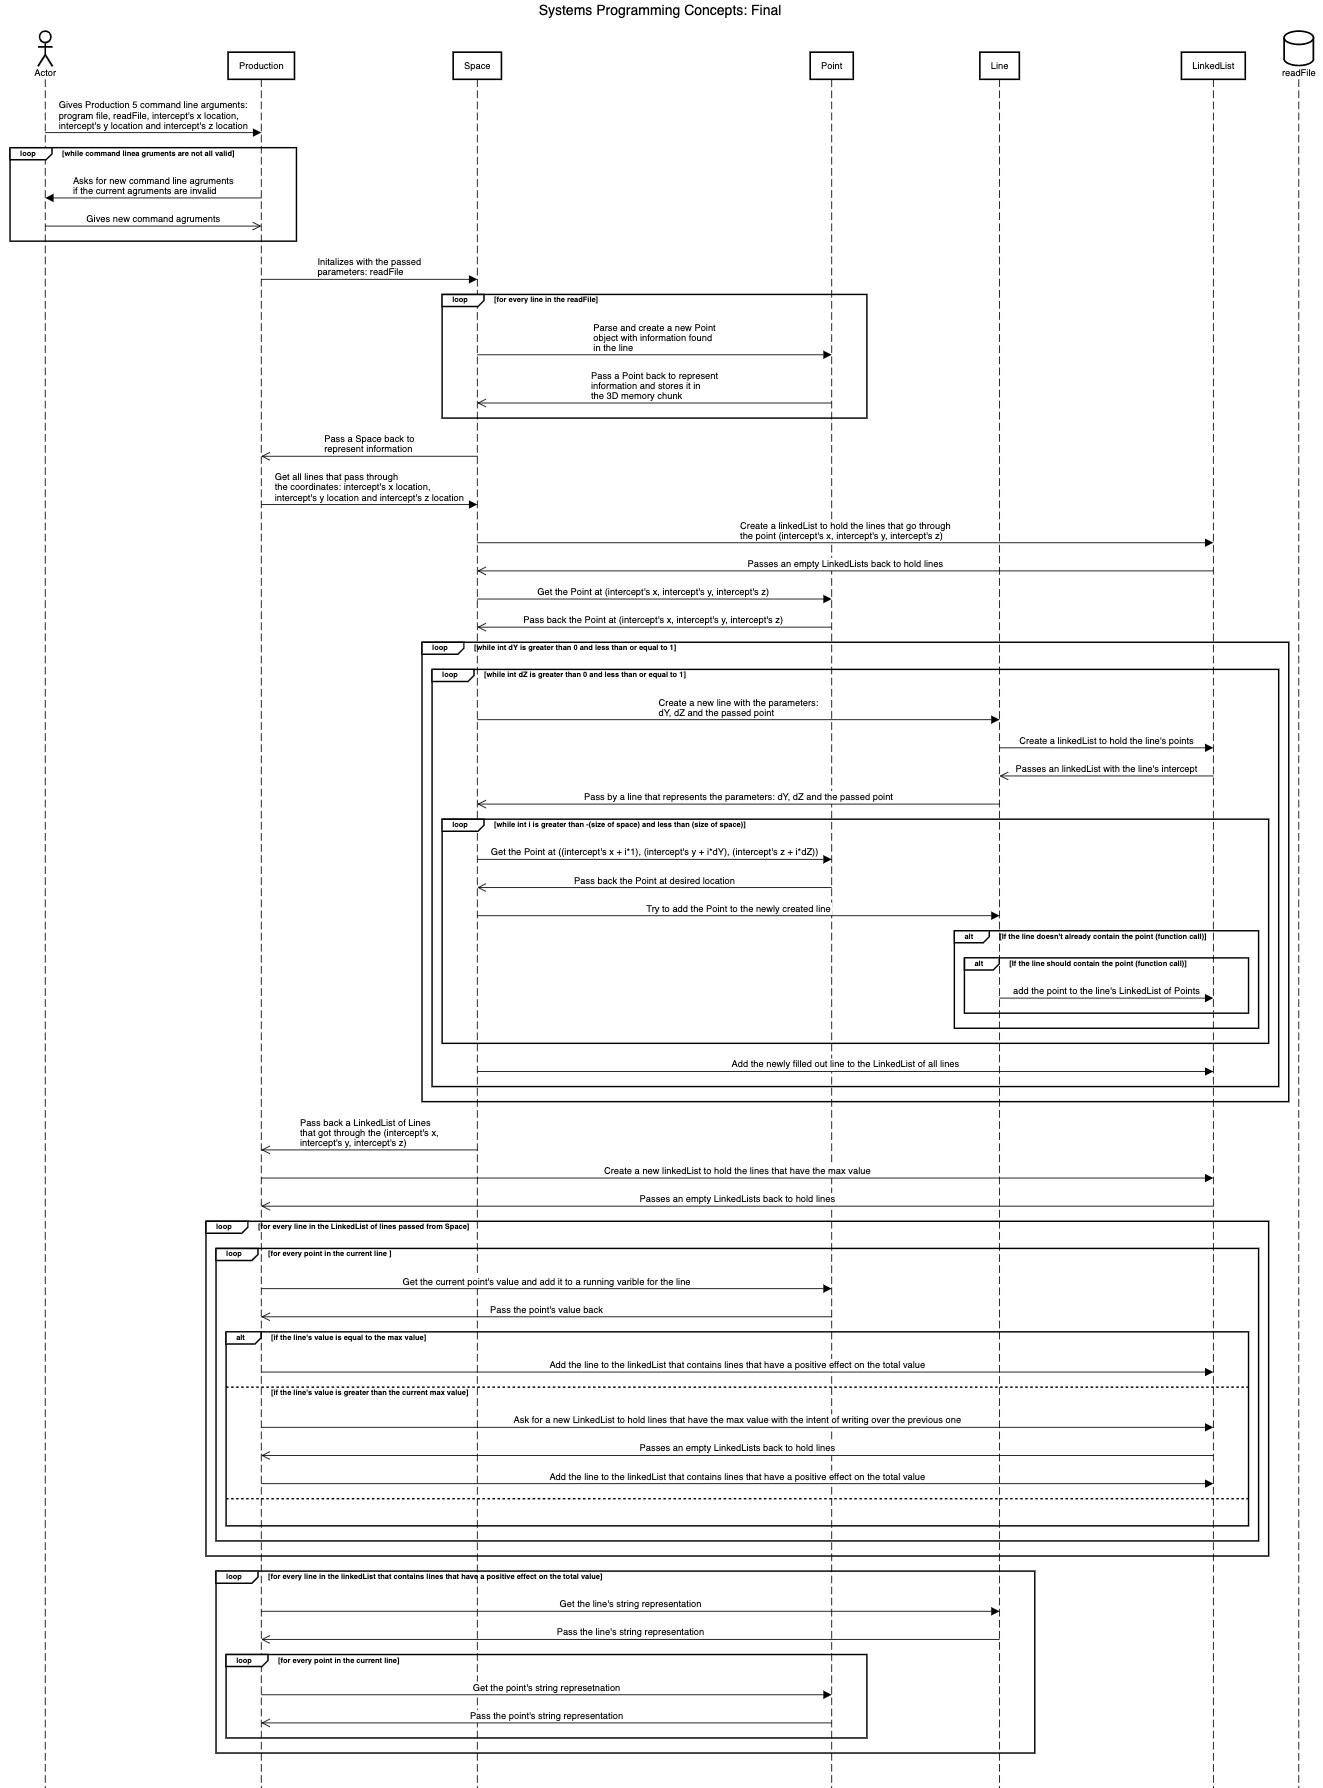 Systems Programming Concepts: Final
Actor
Production
Space
Point
Line
LinkedList
readFile
Gives Production 5 command line arguments:
program file, readFile, intercept's x location,
intercept's y location and intercept's z location
loop
[while command linea gruments are not all valid]
Asks for new command line agruments
if the current agruments are invalid
Gives new command agruments
Initalizes with the passed
parameters: readFile
loop
[for every line in the readFile]
Parse and create a new Point
object with information found
in the line
Pass a Point back to represent
information and stores it in
the 3D memory chunk
Pass a Space back to
represent information
Get all lines that pass through
the coordinates: intercept's x location,
intercept's y location and intercept's z location
Create a linkedList to hold the lines that go through
the point (intercept's x, intercept's y, intercept's z)
Passes an empty LinkedLists back to hold lines
Get the Point at (intercept's x, intercept's y, intercept's z)
Pass back the Point at (intercept's x, intercept's y, intercept's z)
loop
[while int dY is greater than 0 and less than or equal to 1]
loop
[while int dZ is greater than 0 and less than or equal to 1]
Create a new line with the parameters:
dY, dZ and the passed point
Create a linkedList to hold the line's points
Passes an linkedList with the line's intercept
Pass by a line that represents the parameters: dY, dZ and the passed point
loop
[while int i is greater than -(size of space) and less than (size of space)]
Get the Point at ((intercept's x + i*1), (intercept's y + i*dY), (intercept's z + i*dZ))
Pass back the Point at desired location
Try to add the Point to the newly created line
alt
[If the line doesn't already contain the point (function call)]
alt
[If the line should contain the point (function call)]
add the point to the line's LinkedList of Points
Add the newly filled out line to the LinkedList of all lines
Pass back a LinkedList of Lines
that got through the (intercept's x,
intercept's y, intercept's z)
Create a new linkedList to hold the lines that have the max value
Passes an empty LinkedLists back to hold lines
loop
[for every line in the LinkedList of lines passed from Space]
loop
[for every point in the current line ]
Get the current point's value and add it to a running varible for the line
Pass the point's value back
alt
[if the line's value is equal to the max value]
Add the line to the linkedList that contains lines that have a positive effect on the total value
[if the line's value is greater than the current max value]
Ask for a new LinkedList to hold lines that have the max value with the intent of writing over the previous one
Passes an empty LinkedLists back to hold lines
Add the line to the linkedList that contains lines that have a positive effect on the total value
loop
[for every line in the linkedList that contains lines that have a positive effect on the total value]
Get the line's string representation
Pass the line's string representation
loop
[for every point in the current line]
Get the point's string represetnation
Pass the point's string representation